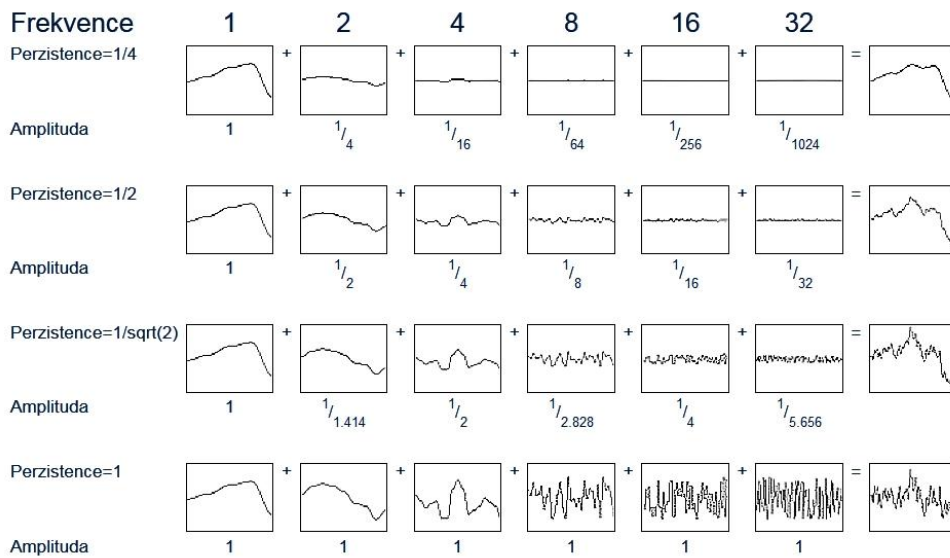 Frekvence 1 2 4 8 16 32
Perzistence=1/4 + + + + + =
Amplituda 1 1/4 1/16 1/64 1/256 1/1024
Perzistence=1/2 + + + + + =
Amplituda 1 1/2 1/4 1/8 1/16 1/32
Perzistence=1/sqrt(2) + + + + + =
Amplituda 1 1/1.414 1/2 1/2.828 1/4 1/5.656
Perzistence=1 + + + + + =
Amplituda 1 1 1 1 1 1